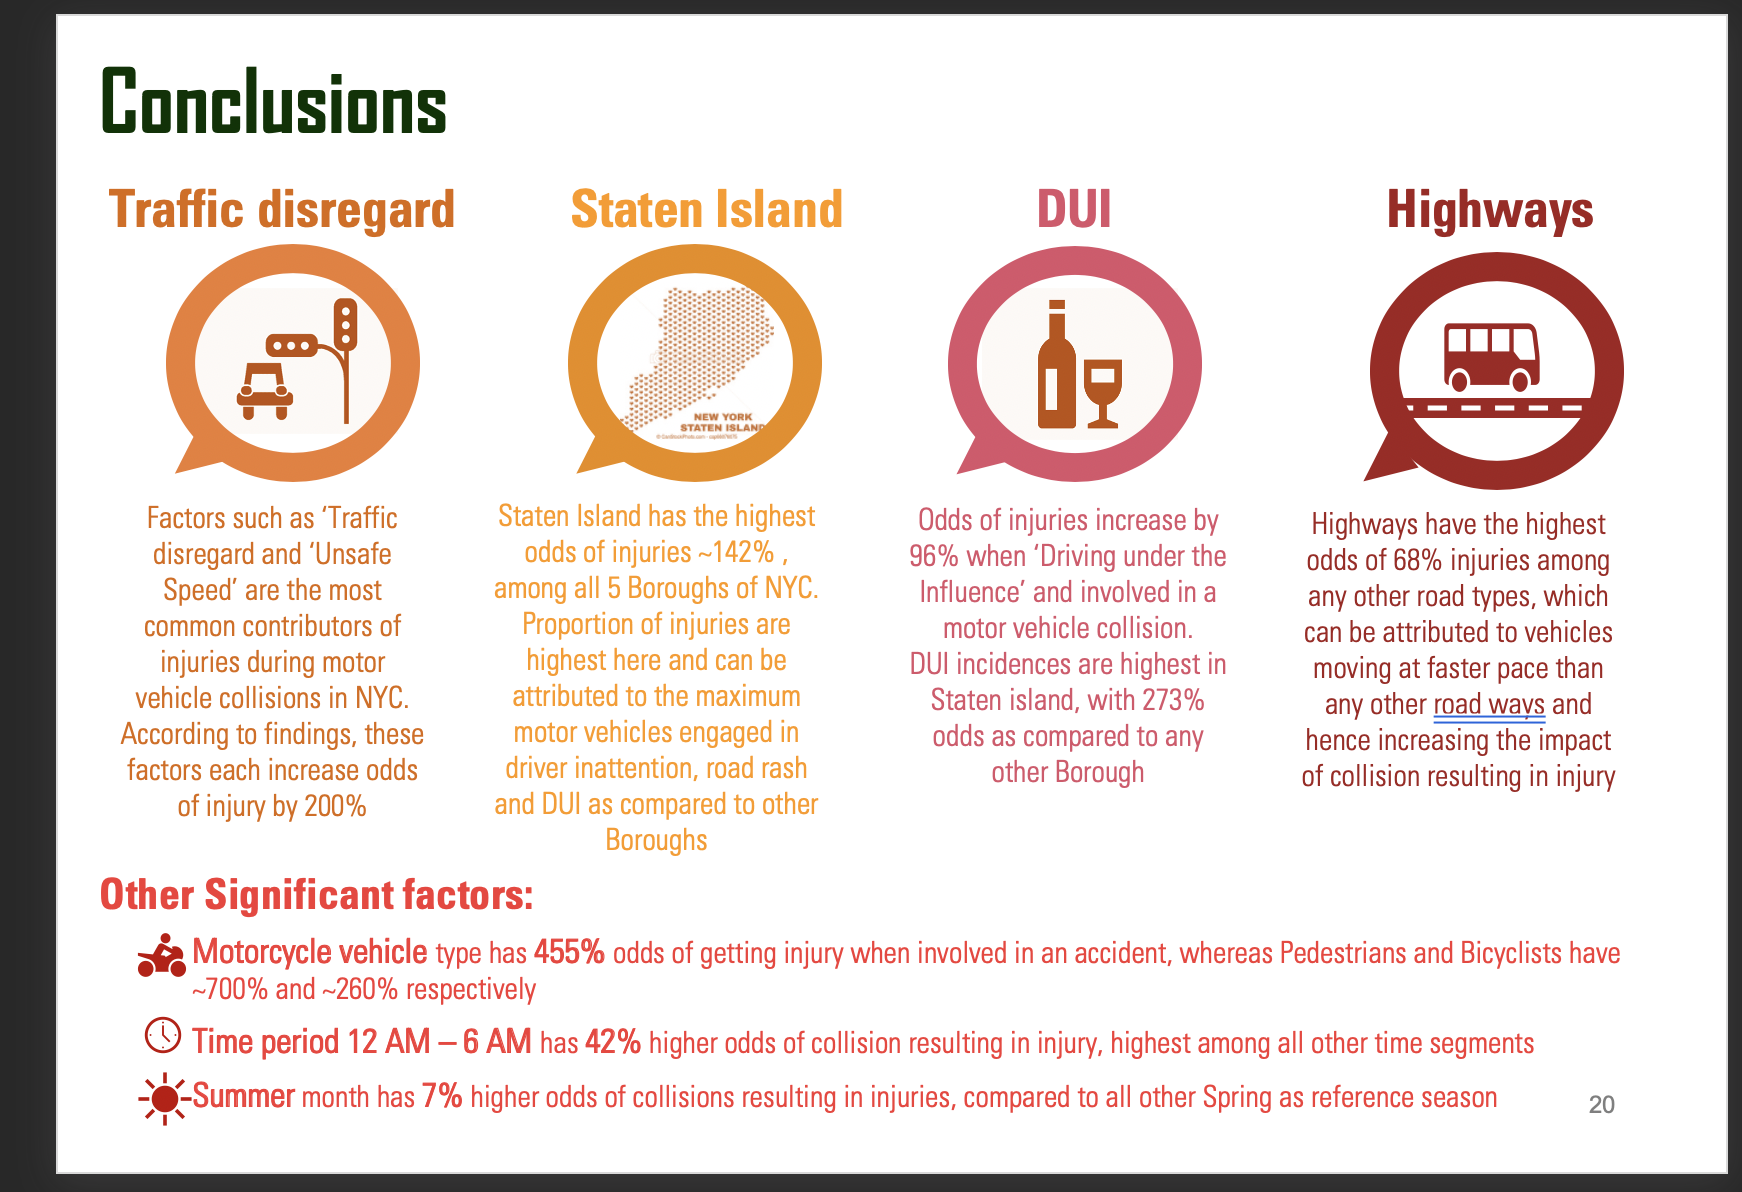 Conclusions
Traffic disregard
Factors such as ‘Traffic
disregard and ‘Unsafe
Speed’ are the most
common contributors of
injuries during motor
vehicle collisions in NYC.
According to findings, these
factors each increase odds
of injury by 200%
Staten Island
NEW YORK
STATEN ISLAND
Staten Island has the highest
odds of injuries ~142% ,
among all 5 Boroughs of NYC.
Proportion of injuries are
highest here and can be
attributed to the maximum
motor vehicles engaged in
driver inattention, road rash
and DUI as compared to other
Boroughs
DUI
Odds of injuries increase by
96% when ‘Driving under the
Influence’ and involved in a
motor vehicle collision.
DUI incidences are highest in
Staten island, with 273%
odds as compared to any
other Borough
Highways
Highways have the highest
odds of 68% injuries among
any other road types, which
can be attributed to vehicles
moving at faster pace than
any other road ways and
hence increasing the impact
of collision resulting in injury
Other Significant factors:
Motorcycle vehicle type has 455% odds of getting injury when involved in an accident, whereas Pedestrians and Bicyclists have
~700% and ~260% respectively
Time period 12 AM – 6 AM has 42% higher odds of collision resulting in injury, highest among all other time segments
Summer month has 7% higher odds of collisions resulting in injuries, compared to all other Spring as reference season
20